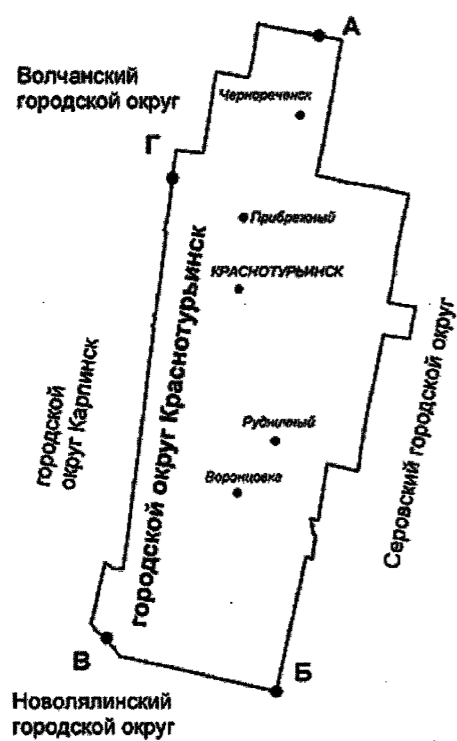 А
Волчанский
городской округ
Чернореченск
Г
Прибрежный
КРАСНОТУРЬИНСК
городской округ Краснотурьинск
городской
округ Карпинск
Серовский городской округ
Рудничный
Воронцовка
В
Б
Новолялинский
городской округ